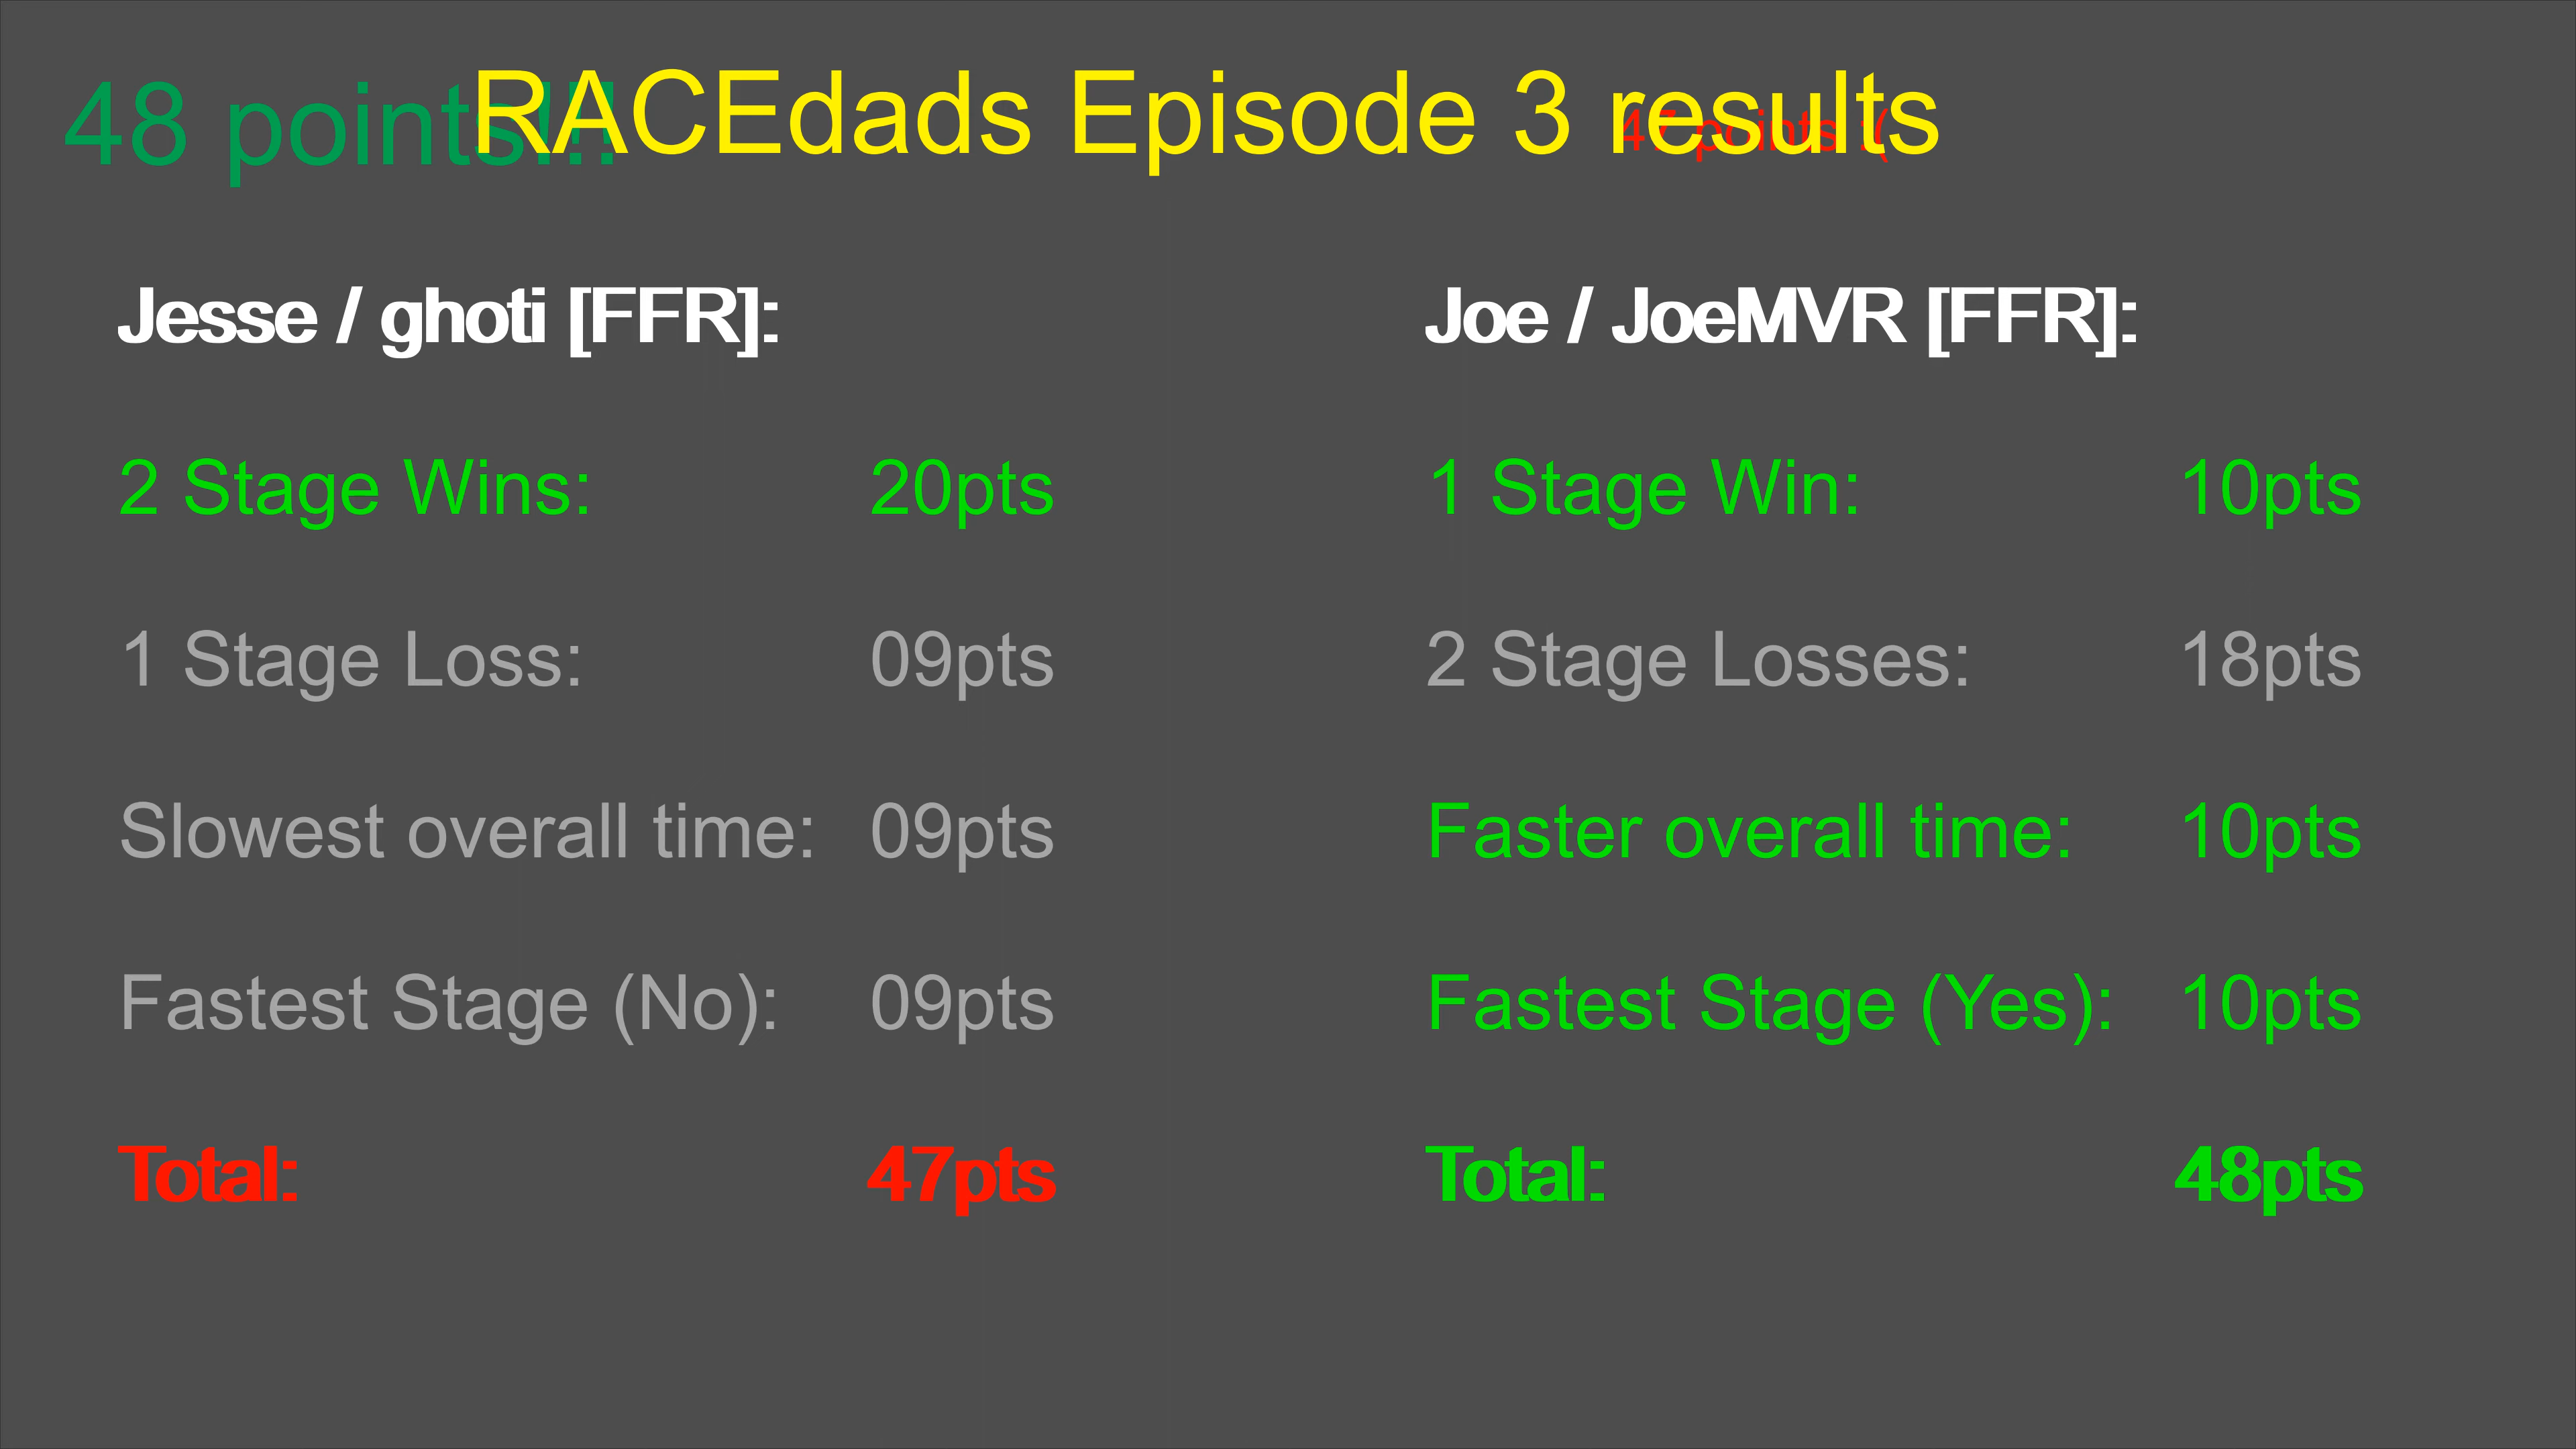 48 points!!!
RACEdads Episode 3 results
47 points :(
Jesse / ghoti [FFR]:
2 Stage Wins: 20pts
1 Stage Loss: 09pts
Slowest overall time: 09pts
Fastest Stage (No): 09pts
Total: 47pts
Joe / JoeMVR [FFR]:
1 Stage Win: 10pts
2 Stage Losses: 18pts
Faster overall time: 10pts
Fastest Stage (Yes): 10pts
Total: 48pts